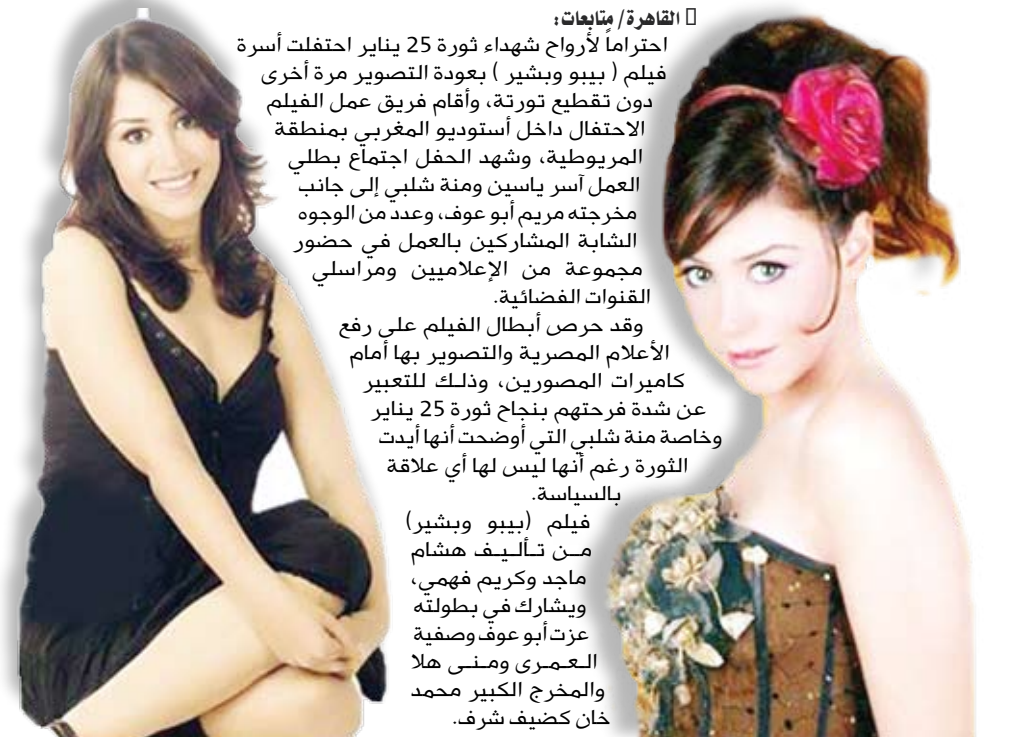 القاهرة/ متابعات:
احتراماً لأرواح شهداء ثورة 25 يناير احتفلت أسرة
فيلم ( بيبو وبشير ) بعودة التصوير مرة أخرى
دون تقطيع تورتة، وأقام فريق عمل الفيلم
الاحتفال داخل أستوديو المغربي بمنطقة
المريوطية، وشهد الحفل اجتماع بطلي
العمل آسر ياسين ومنة شلبي إلى جانب
مخرجته مريم أبو عوف، وعدد من الوجوه
الشابة المشاركين بالعمل في حضور
مجموعة من الإعلاميين ومراسلي
القنوات الفضائية.
وقد حرص أبطال الفيلم على رفع
الأعلام المصرية والتصوير بها أمام
كاميرات المصورين، وذلك للتعبير
عن شدة فرحتهم بنجاح ثورة 25 يناير
وخاصة منة شلبي التي أوضحت أنها أيدت
الثورة رغم أنها ليس لها أي علاقة
بالسياسة.
فيلم (بيبو وبشير)
من تأليف هشام
ماجد وكريم فهمي،
ويشارك في بطولته
عزت أبو عوف وصفية
العمرى ومنى هلا
والمخرج الكبير محمد
خان كضيف شرف.